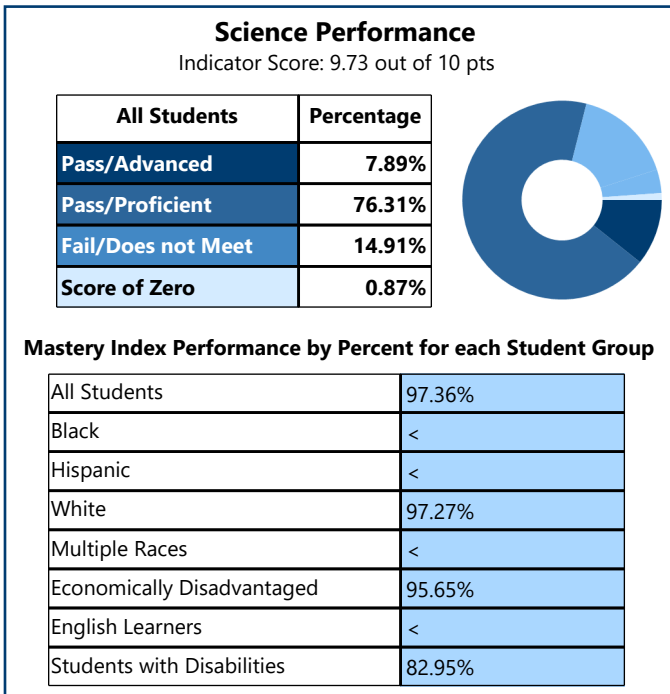 Science Performance
Indicator Score: 9.73 out of 10 pts
All Students Percentage
Pass/Advanced 7.89%
Pass/Proficient 76.31%
Fail/Does not Meet 14.91%
Score of Zero 0.87%
Mastery Index Performance by Percent for each Student Group
All Students 97.36%
Black <
Hispanic <
White 97.27%
Multiple Races <
Economically Disadvantaged 95.65%
English Learners <
Students with Disabilities 82.95%